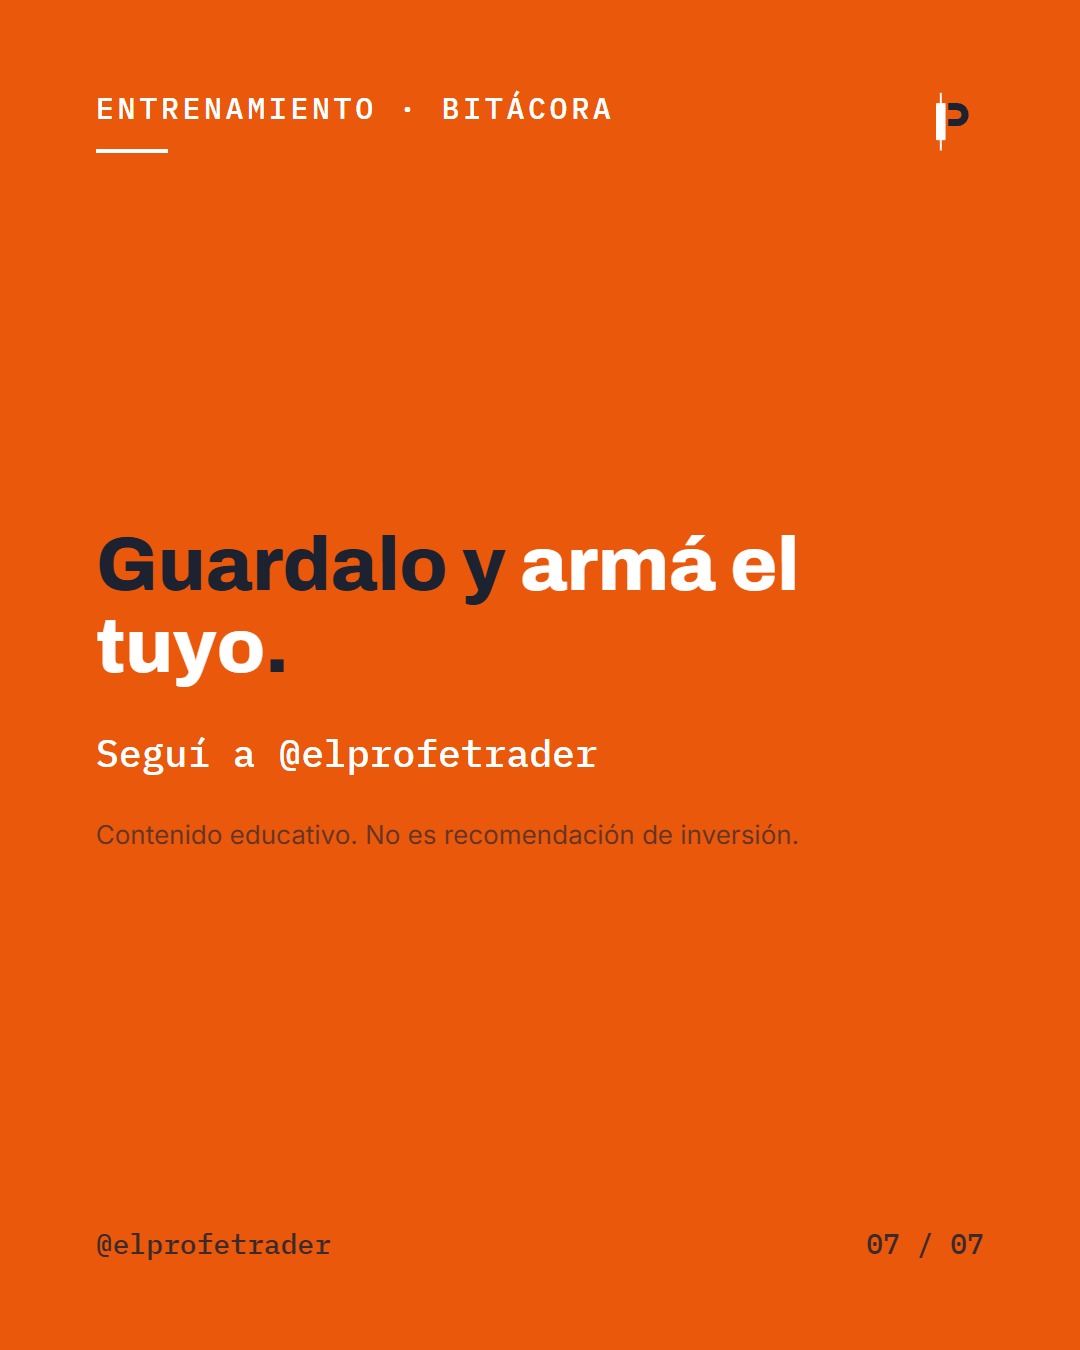 ENTRENAMIENTO · BITÁCORA
Guardalo y armá el
tuyo.
Seguí a @elprofetrader
Contenido educativo. No es recomendación de inversión.
@elprofetrader
07 / 07